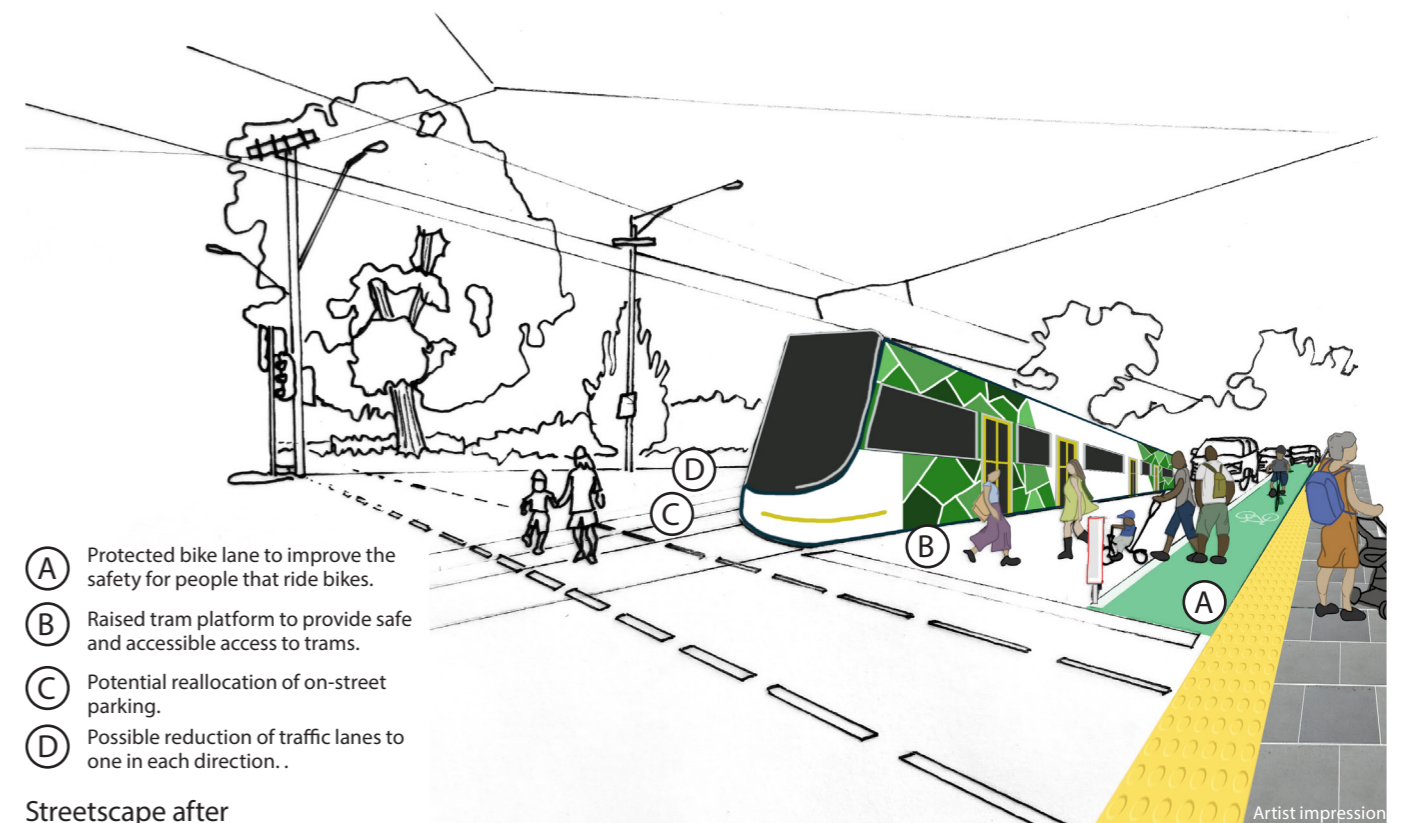 D
C
B
A
A
Protected bike lane to improve the
safety for people that ride bikes.
B
Raised tram platform to provide safe
and accessible access to trams.
C
Potential reallocation of on-street
parking.
D
Possible reduction of traffic lanes to
one in each direction. .
Streetscape after
Artist impression